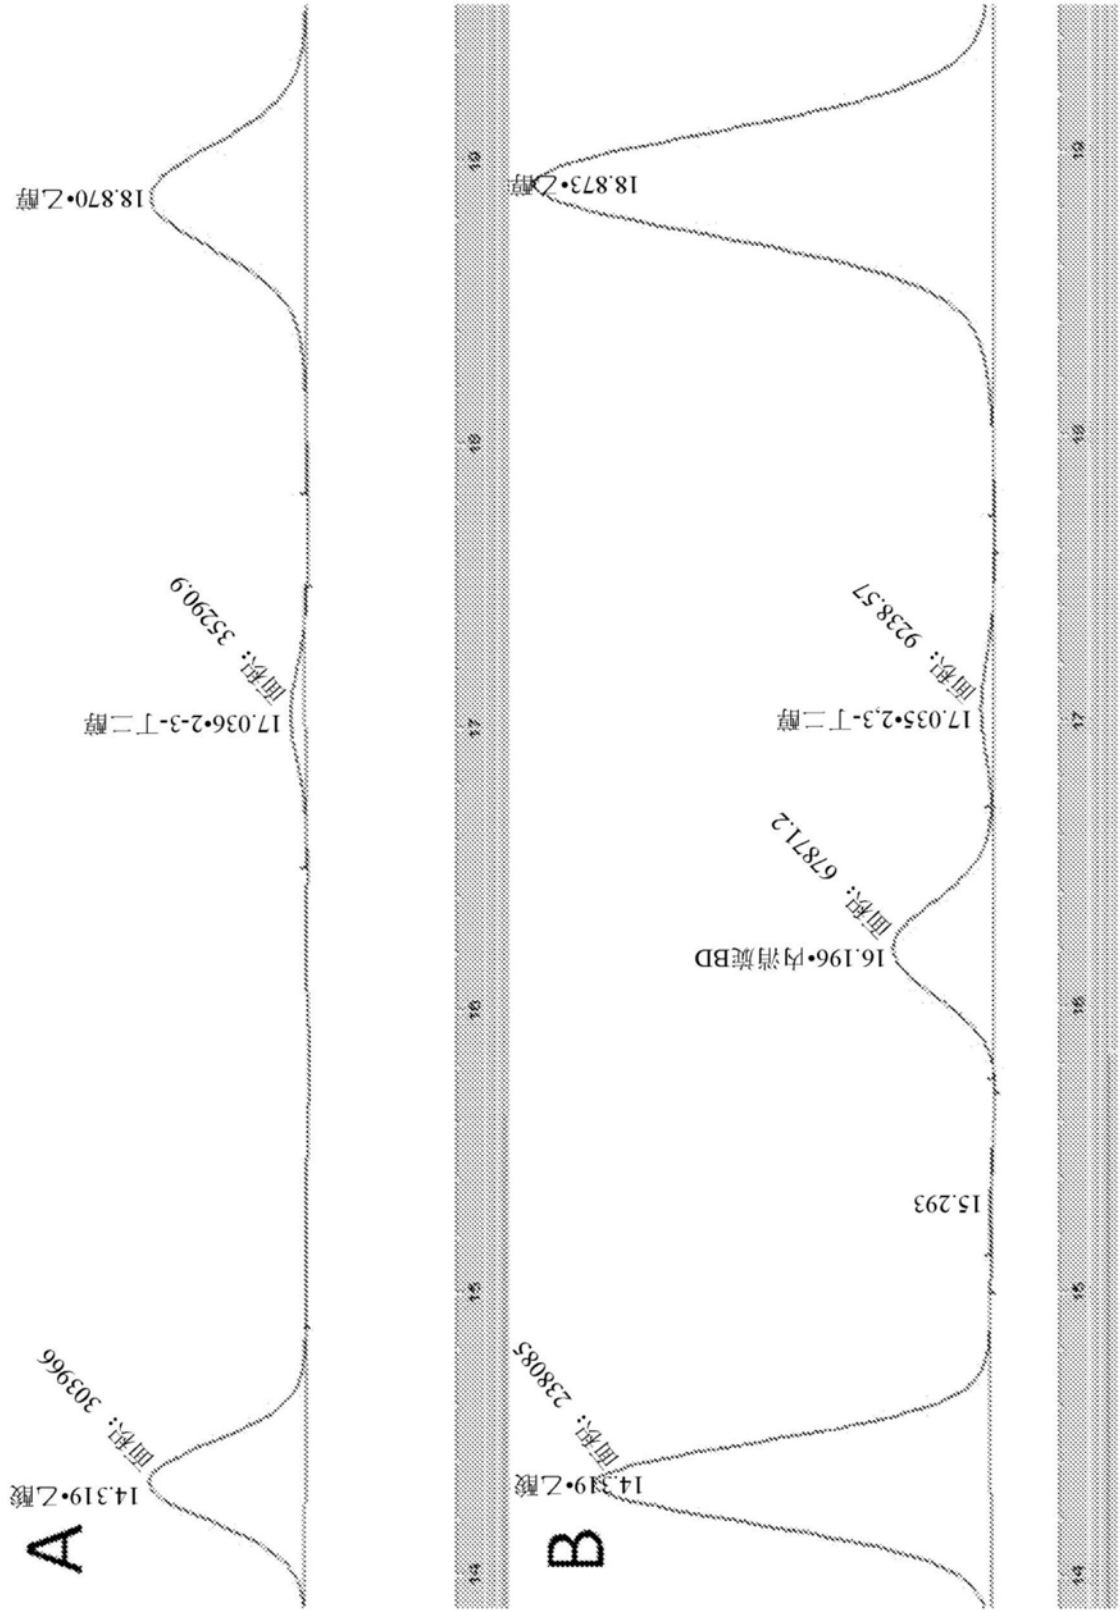 A
14.319•乙酸
面积: 303966
17.036•2-3-丁二醇
面积: 35290.9
18.870•乙醇
14
15
16
17
18
19
B
14.319•乙酸
面积: 238085
15.293
16.196•内消旋BD
面积: 67871.2
17.035•2,3-丁二醇
面积: 9238.57
18.873•乙醇
14
15
16
17
18
19